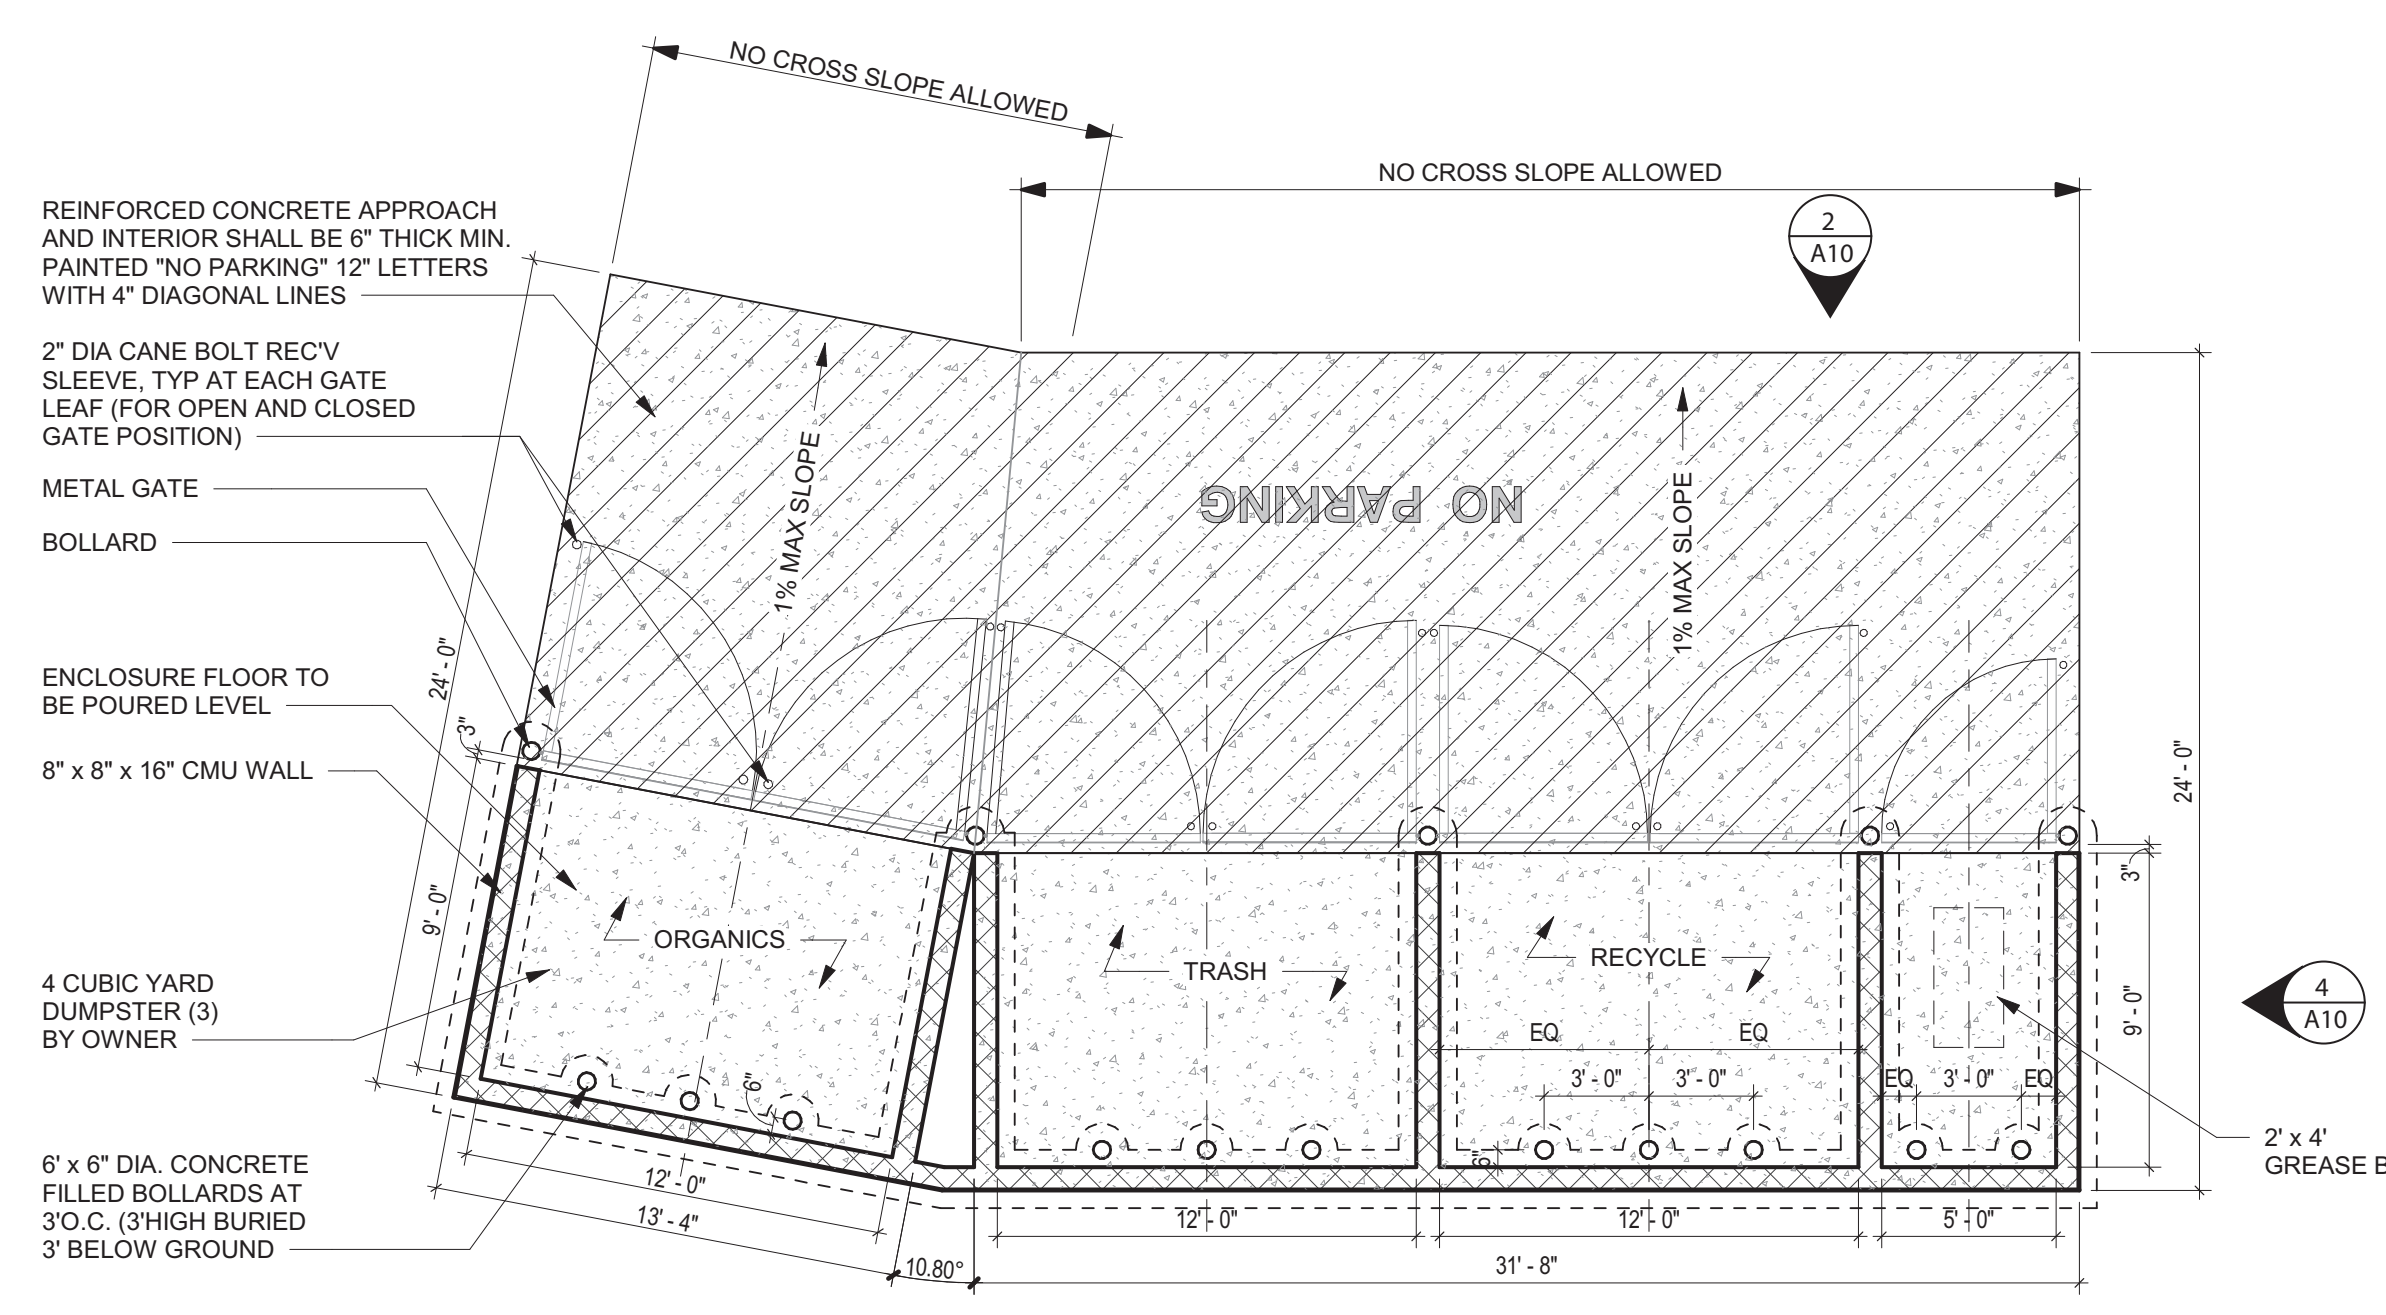 NO CROSS SLOPE ALLOWED
NO CROSS SLOPE ALLOWED
2
A10
REINFORCED CONCRETE APPROACH
AND INTERIOR SHALL BE 6" THICK MIN.
PAINTED "NO PARKING" 12" LETTERS
WITH 4" DIAGONAL LINES
2" DIA CANE BOLT REC'V
SLEEVE, TYP AT EACH GATE
LEAF (FOR OPEN AND CLOSED
GATE POSITION)
METAL GATE
BOLLARD
ENCLOSURE FLOOR TO
BE POURED LEVEL
8" x 8" x 16" CMU WALL
4 CUBIC YARD
DUMPSTER (3)
BY OWNER
6' x 6" DIA. CONCRETE
FILLED BOLLARDS AT
3'O.C. (3'HIGH BURIED
3' BELOW GROUND
24' - 0"
3"
9' - 0"
1% MAX SLOPE
NO PARKING
1% MAX SLOPE
24' - 0"
3"
9' - 0"
ORGANICS
TRASH
RECYCLE
EQ
EQ
3' - 0"
3' - 0"
EQ
3' - 0"
EQ
6"
6"
4
A10
2' x 4'
GREASE B
12' - 0"
13' - 4"
10.80°
12' - 0"
12' - 0"
5' - 0"
31' - 8"